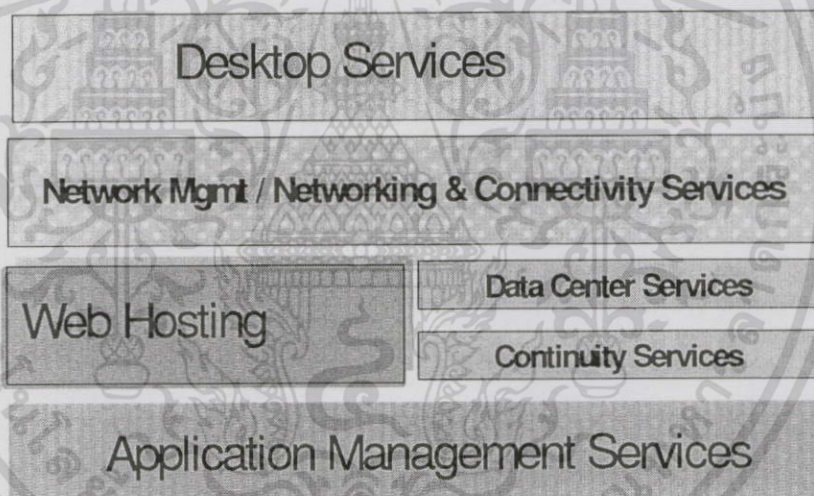 Desktop Services
Network Mgmt / Networking & Connectivity Services
Web Hosting
Data Center Services
Continuity Services
Application Management Services